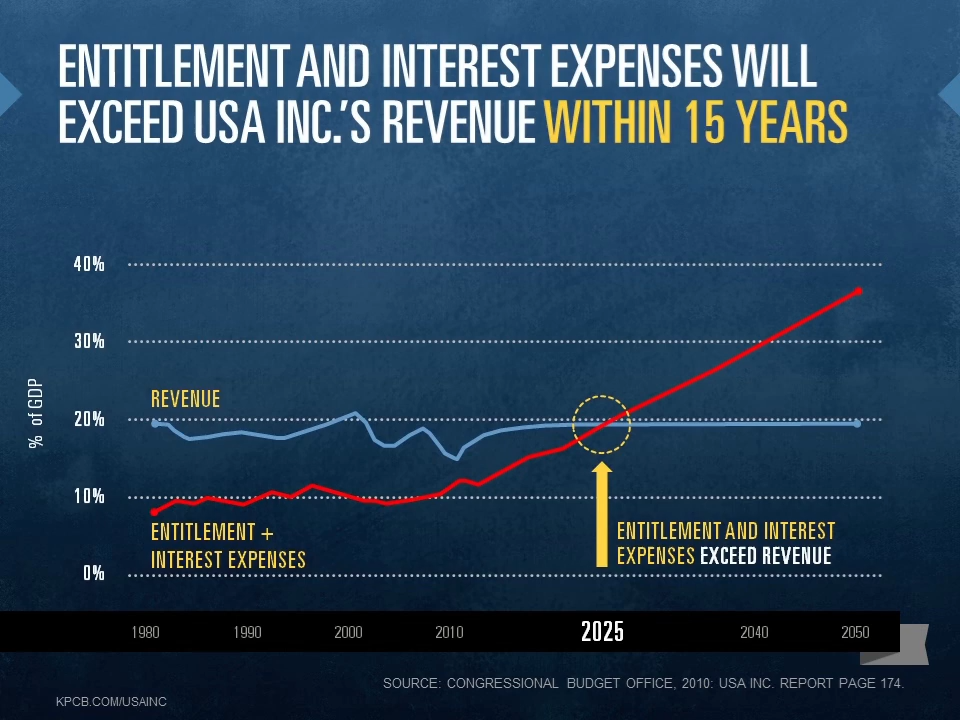 ENTITLEMENT AND INTEREST EXPENSES WILL
EXCEED USA INC.'S REVENUE WITHIN 15 YEARS
40%
30%
20%
10%
0%
% of GDP
REVENUE
ENTITLEMENT +
INTEREST EXPENSES
ENTITLEMENT AND INTEREST
EXPENSES EXCEED REVENUE
1980 1990 2000 2010 2025 2040 2050
SOURCE: CONGRESSIONAL BUDGET OFFICE, 2010: USA INC. REPORT PAGE 174.
KPCB.COM/USAINC